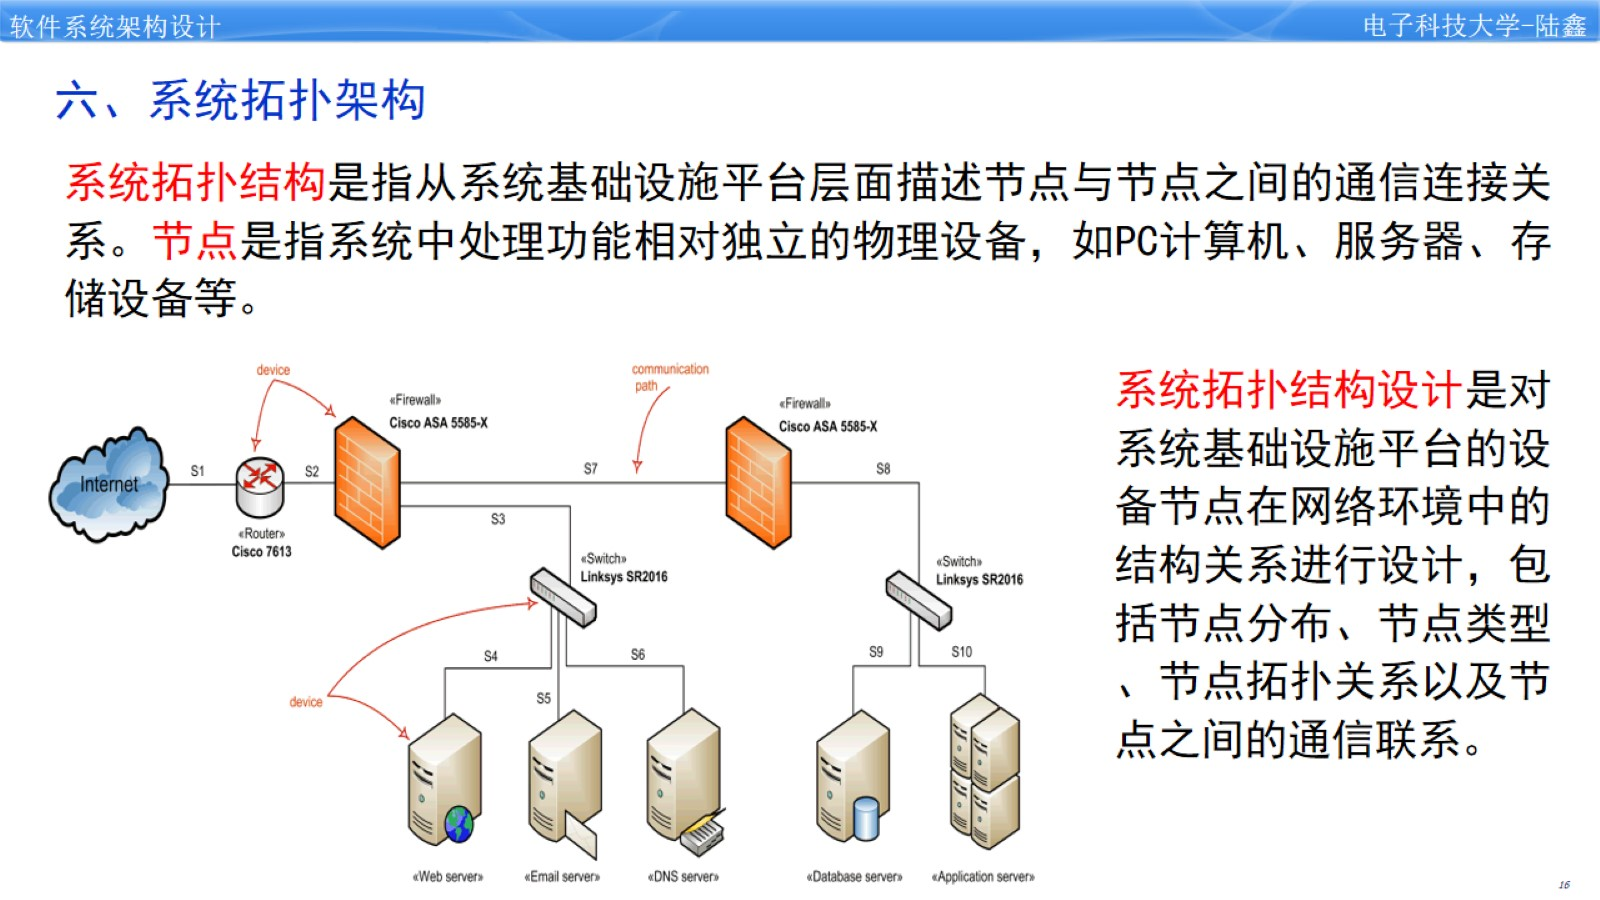 软件系统架构设计
电子科技大学-陆鑫
六、系统拓扑架构
系统拓扑结构是指从系统基础设施平台层面描述节点与节点之间的通信连接关
系。节点是指系统中处理功能相对独立的物理设备，如PC计算机、服务器、存
储设备等。
device
communication
path
«Firewall»
Cisco ASA 5585-X
«Firewall»
Cisco ASA 5585-X
Internet
S1
S2
S7
S8
S3
«Router»
Cisco 7613
«Switch»
Linksys SR2016
«Switch»
Linksys SR2016
S4
S6
S9
S10
S5
device
«Web server»
«Email server»
«DNS server»
«Database server»
«Application server»
系统拓扑结构设计是对
系统基础设施平台的设
备节点在网络环境中的
结构关系进行设计，包
括节点分布、节点类型
、节点拓扑关系以及节
点之间的通信联系。
16